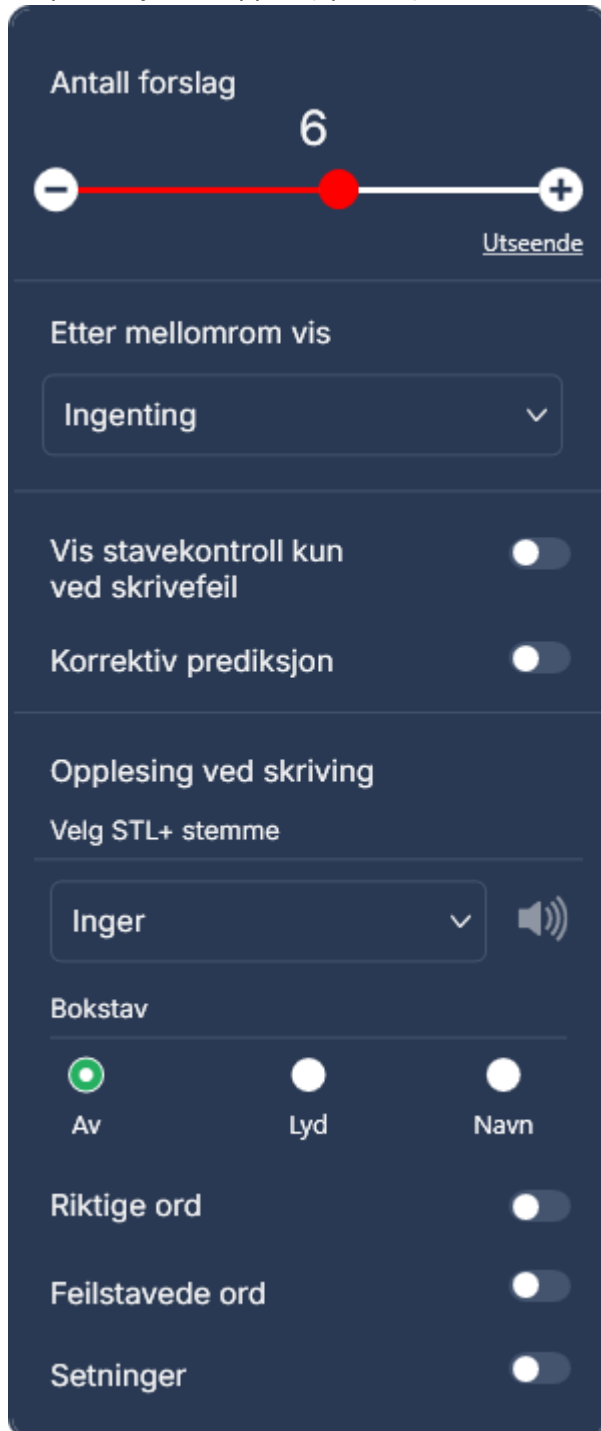 Antall forslag
6
Utseende
Etter mellomrom vis
Ingenting
Vis stavekontroll kun
ved skrivefeil
Korrektiv prediksjon
Opplesing ved skriving
Velg STL+ stemme
Inger
Bokstav
Av Lyd Navn
Riktige ord
Feilstavede ord
Setninger